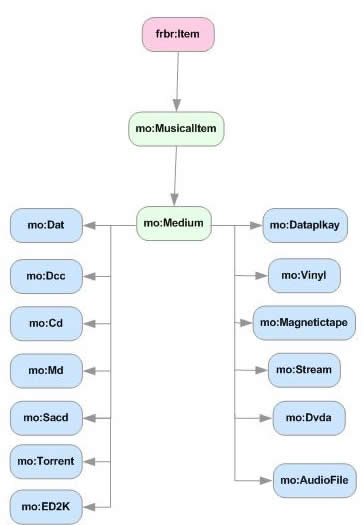 frbr:Item
mo:MusicalItem
mo:Medium
mo:Dat
mo:Dcc
mo:Cd
mo:Md
mo:Sacd
mo:Torrent
mo:ED2K
mo:Dataplkay
mo:Vinyl
mo:Magnetictape
mo:Stream
mo:Dvda
mo:AudioFile